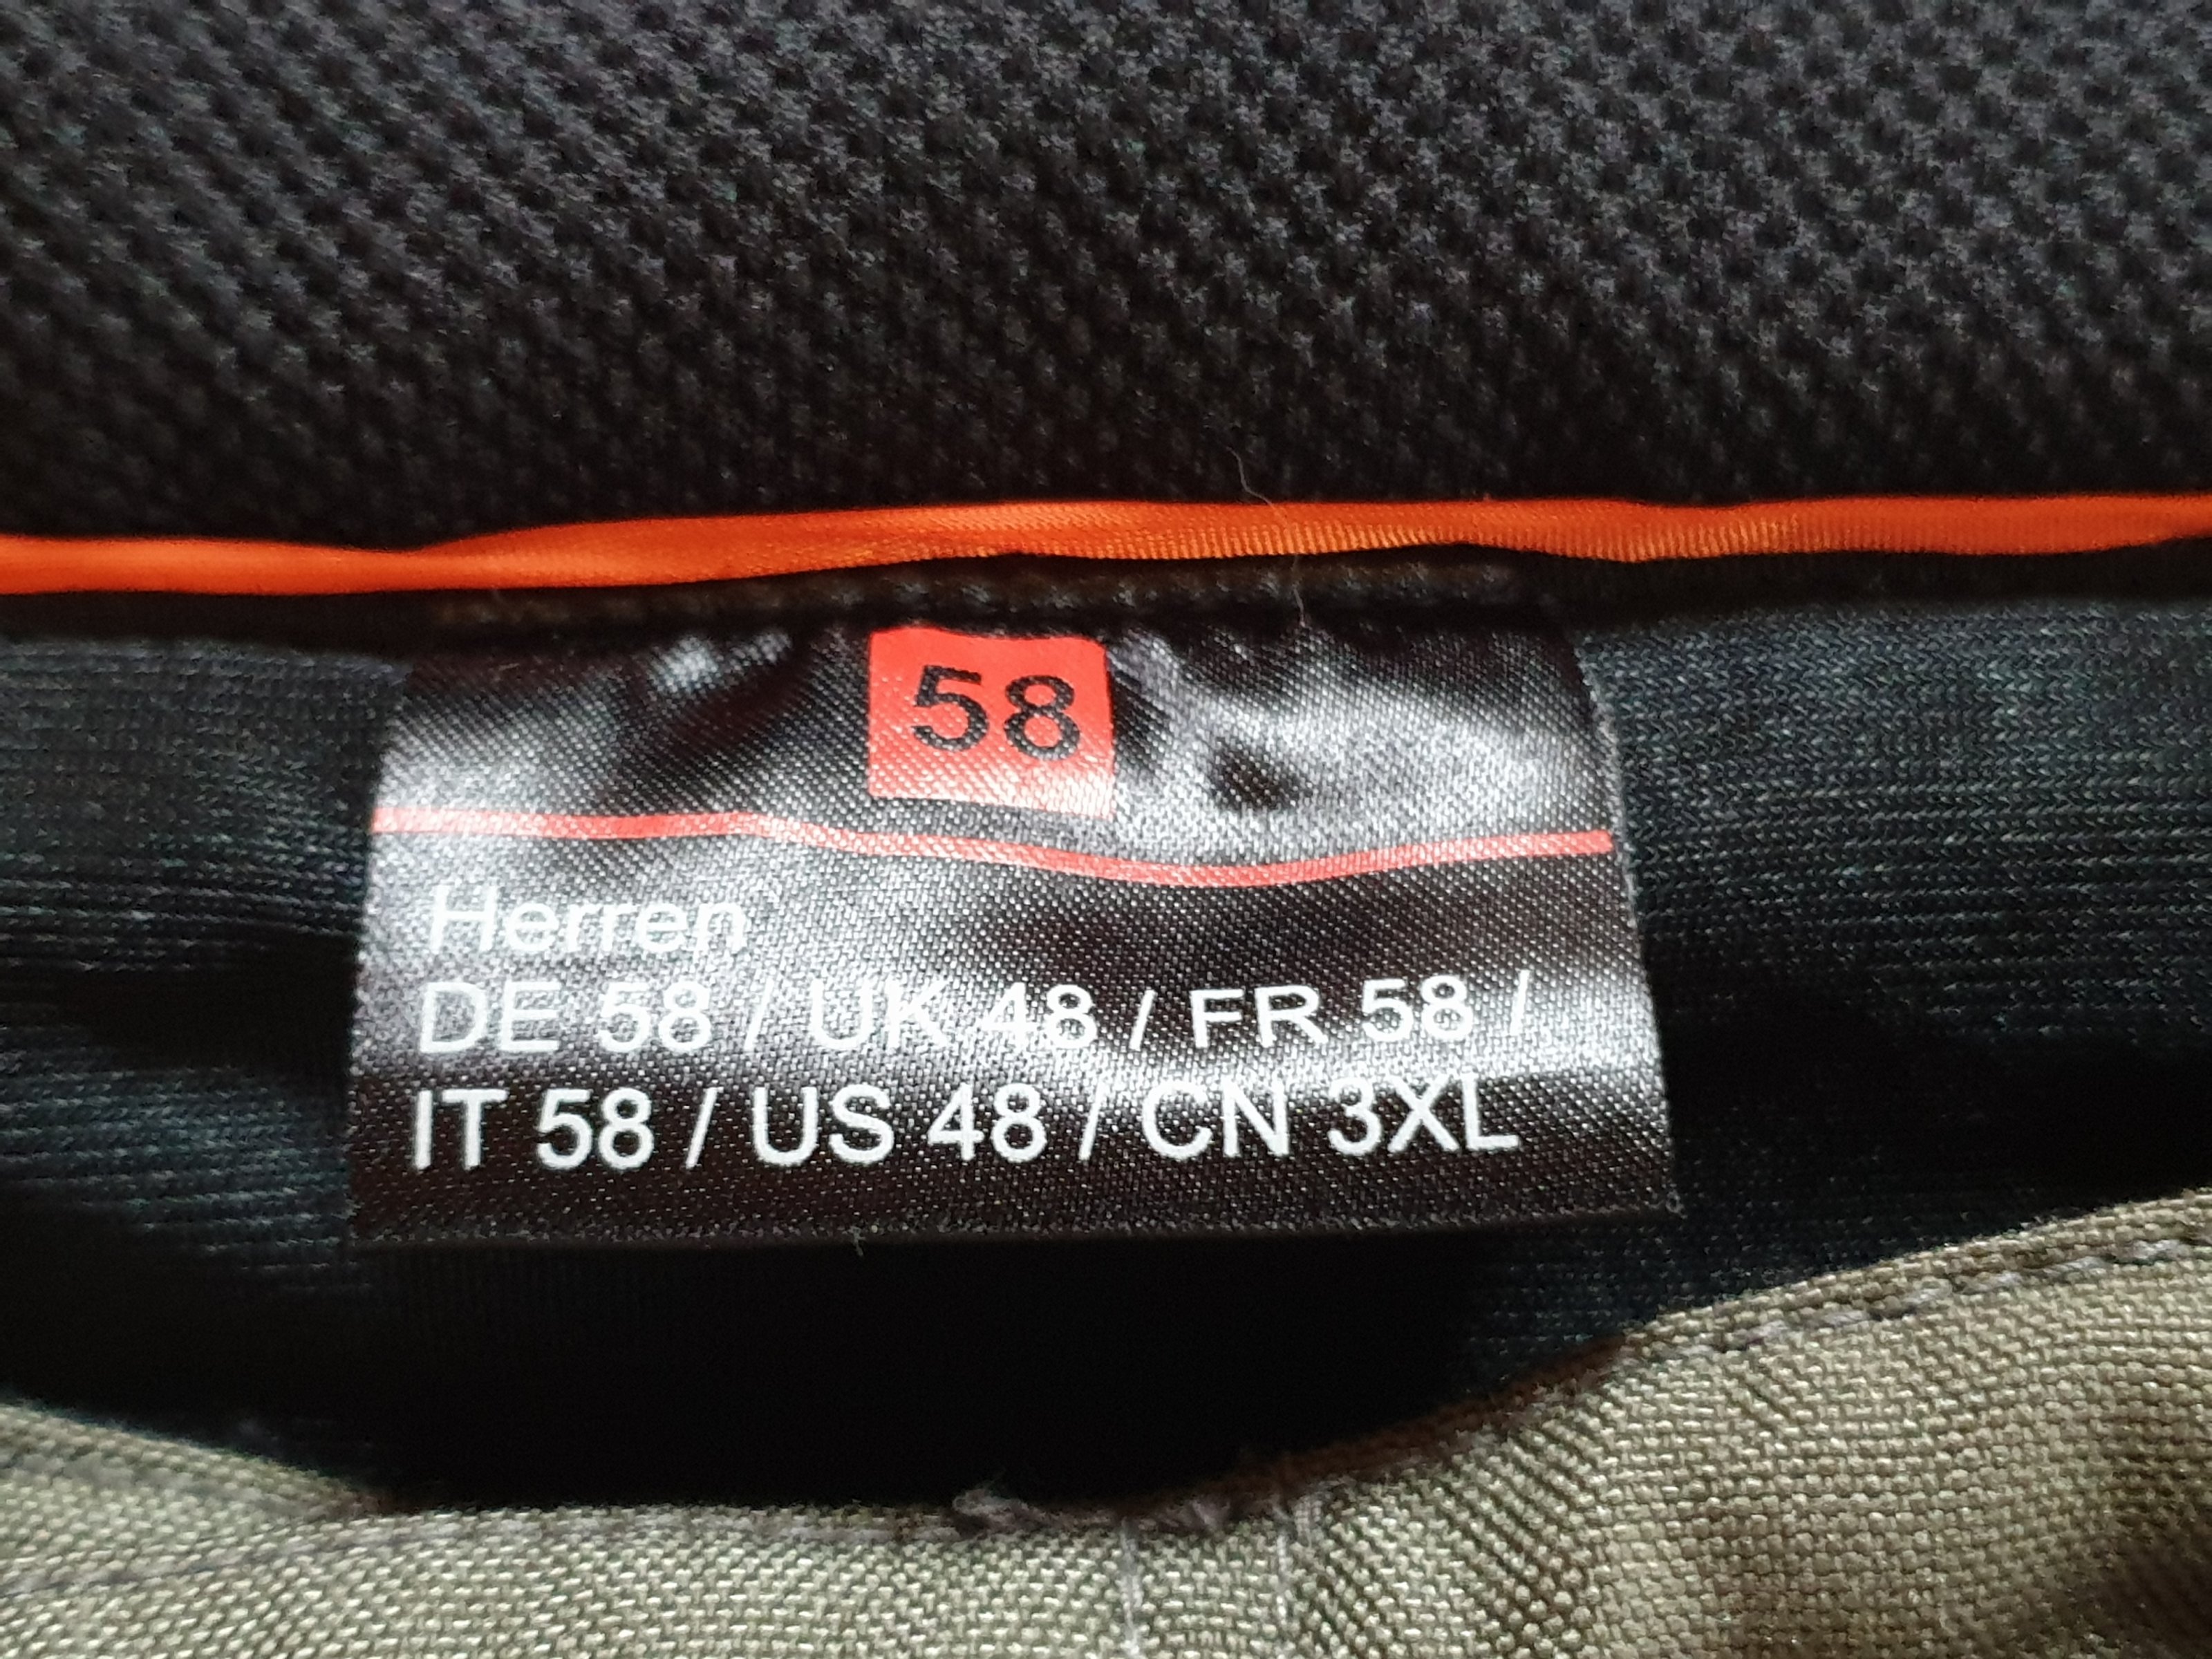 58
Herren
DE 58 / UK 48 / FR 58 /
IT 58 / US 48 / CN 3XL